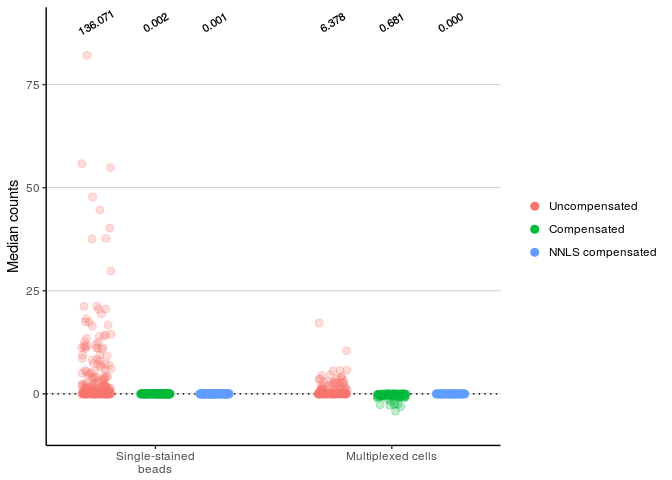 136.071 0.002 0.001 6.378 0.681 0.000
75
50
25
0
Median counts
Single-stained
beads
Multiplexed cells
Uncompensated
Compensated
NNLS compensated